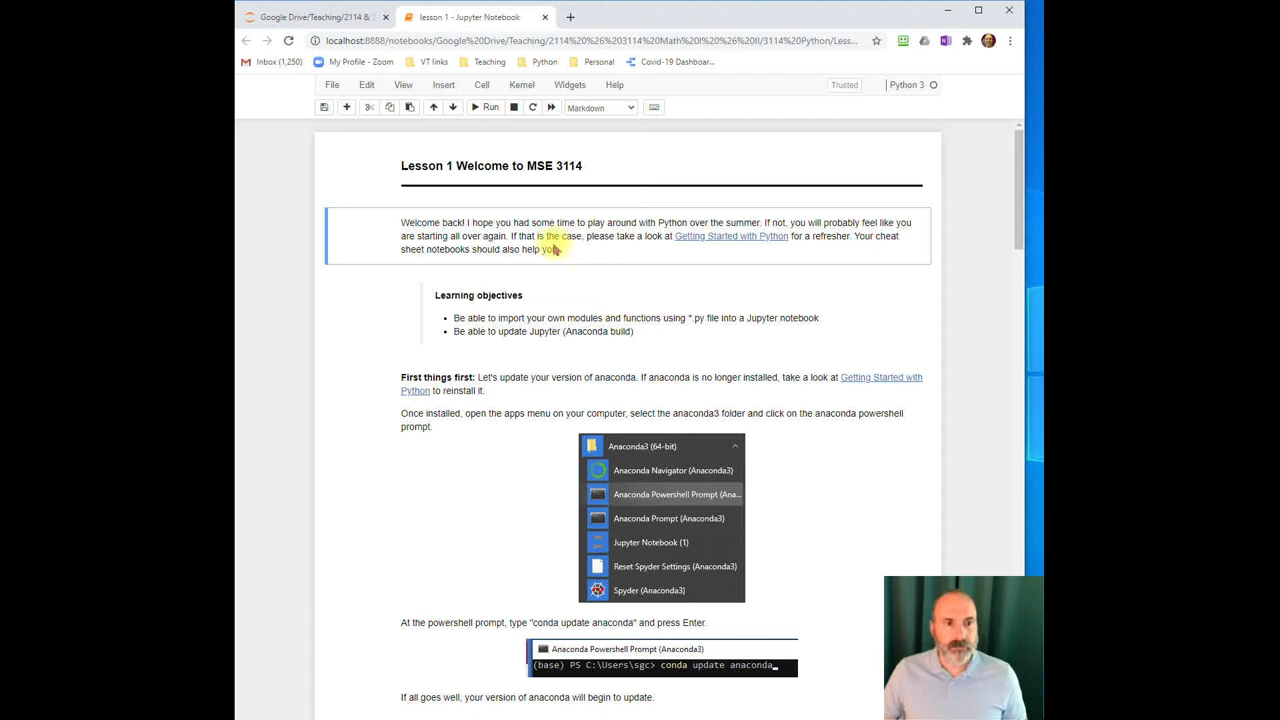 Google Drive/Teaching/2114 & 3
lesson 1 - Jupyter Notebook
localhost:8888/notebooks/Google%20Drive/Teaching/2114%20%26%203114%20Math%20I%20%26%20II/3114%20Python/Less...
Inbox (1,250)
My Profile - Zoom
VT links
Teaching
Python
Personal
Covid-19 Dashboar...
File Edit View Insert Cell Kernel Widgets Help
Trusted
Python 3
Run
Markdown
Lesson 1 Welcome to MSE 3114
Welcome back! I hope you had some time to play around with Python over the summer. If not, you will probably feel like you
are starting all over again. If that is the case, please take a look at Getting Started with Python for a refresher. Your cheat
sheet notebooks should also help
Learning objectives
• Be able to import your own modules and functions using *.py file into a Jupyter notebook
• Be able to update Jupyter (Anaconda build)
First things first: Let's update your version of anaconda. If anaconda is no longer installed, take a look at Getting Started with
Python to reinstall it.
Once installed, open the apps menu on your computer, select the anaconda3 folder and click on the anaconda powershell
prompt.
Anaconda3 (64-bit)
Anaconda Navigator (Anaconda3)
Anaconda Powershell Prompt (Ana...
Anaconda Prompt (Anaconda3)
Jupyter Notebook (1)
Reset Spyder Settings (Anaconda3)
Spyder (Anaconda3)
At the powershell prompt, type "conda update anaconda" and press Enter.
Anaconda Powershell Prompt (Anaconda3)
(base) PS C:\Users\sgc> conda update anaconda_
If all goes well, your version of anaconda will begin to update.